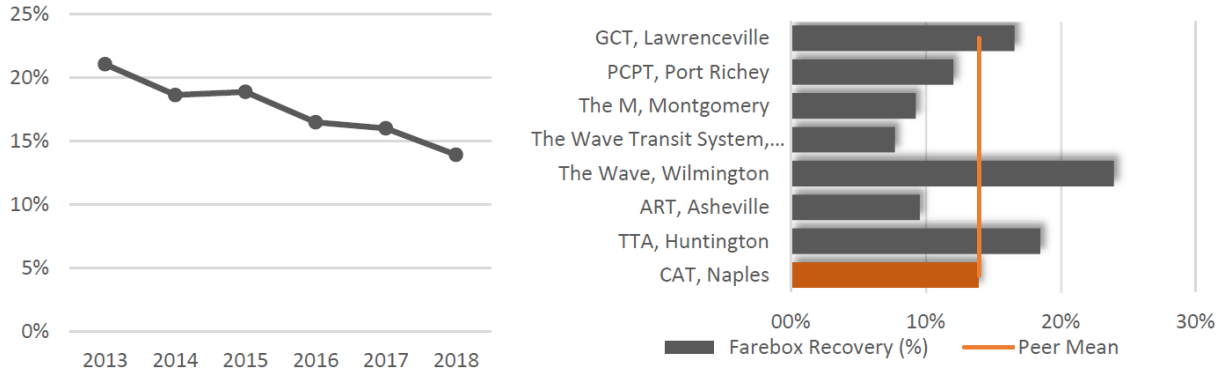 25%
20%
15%
10%
5%
0%
2013 2014 2015 2016 2017 2018
GCT, Lawrenceville
PCPT, Port Richey
The M, Montgomery
The Wave Transit System,...
The Wave, Wilmington
ART, Asheville
TTA, Huntington
CAT, Naples
00% 10% 20% 30%
Farebox Recovery (%) Peer Mean